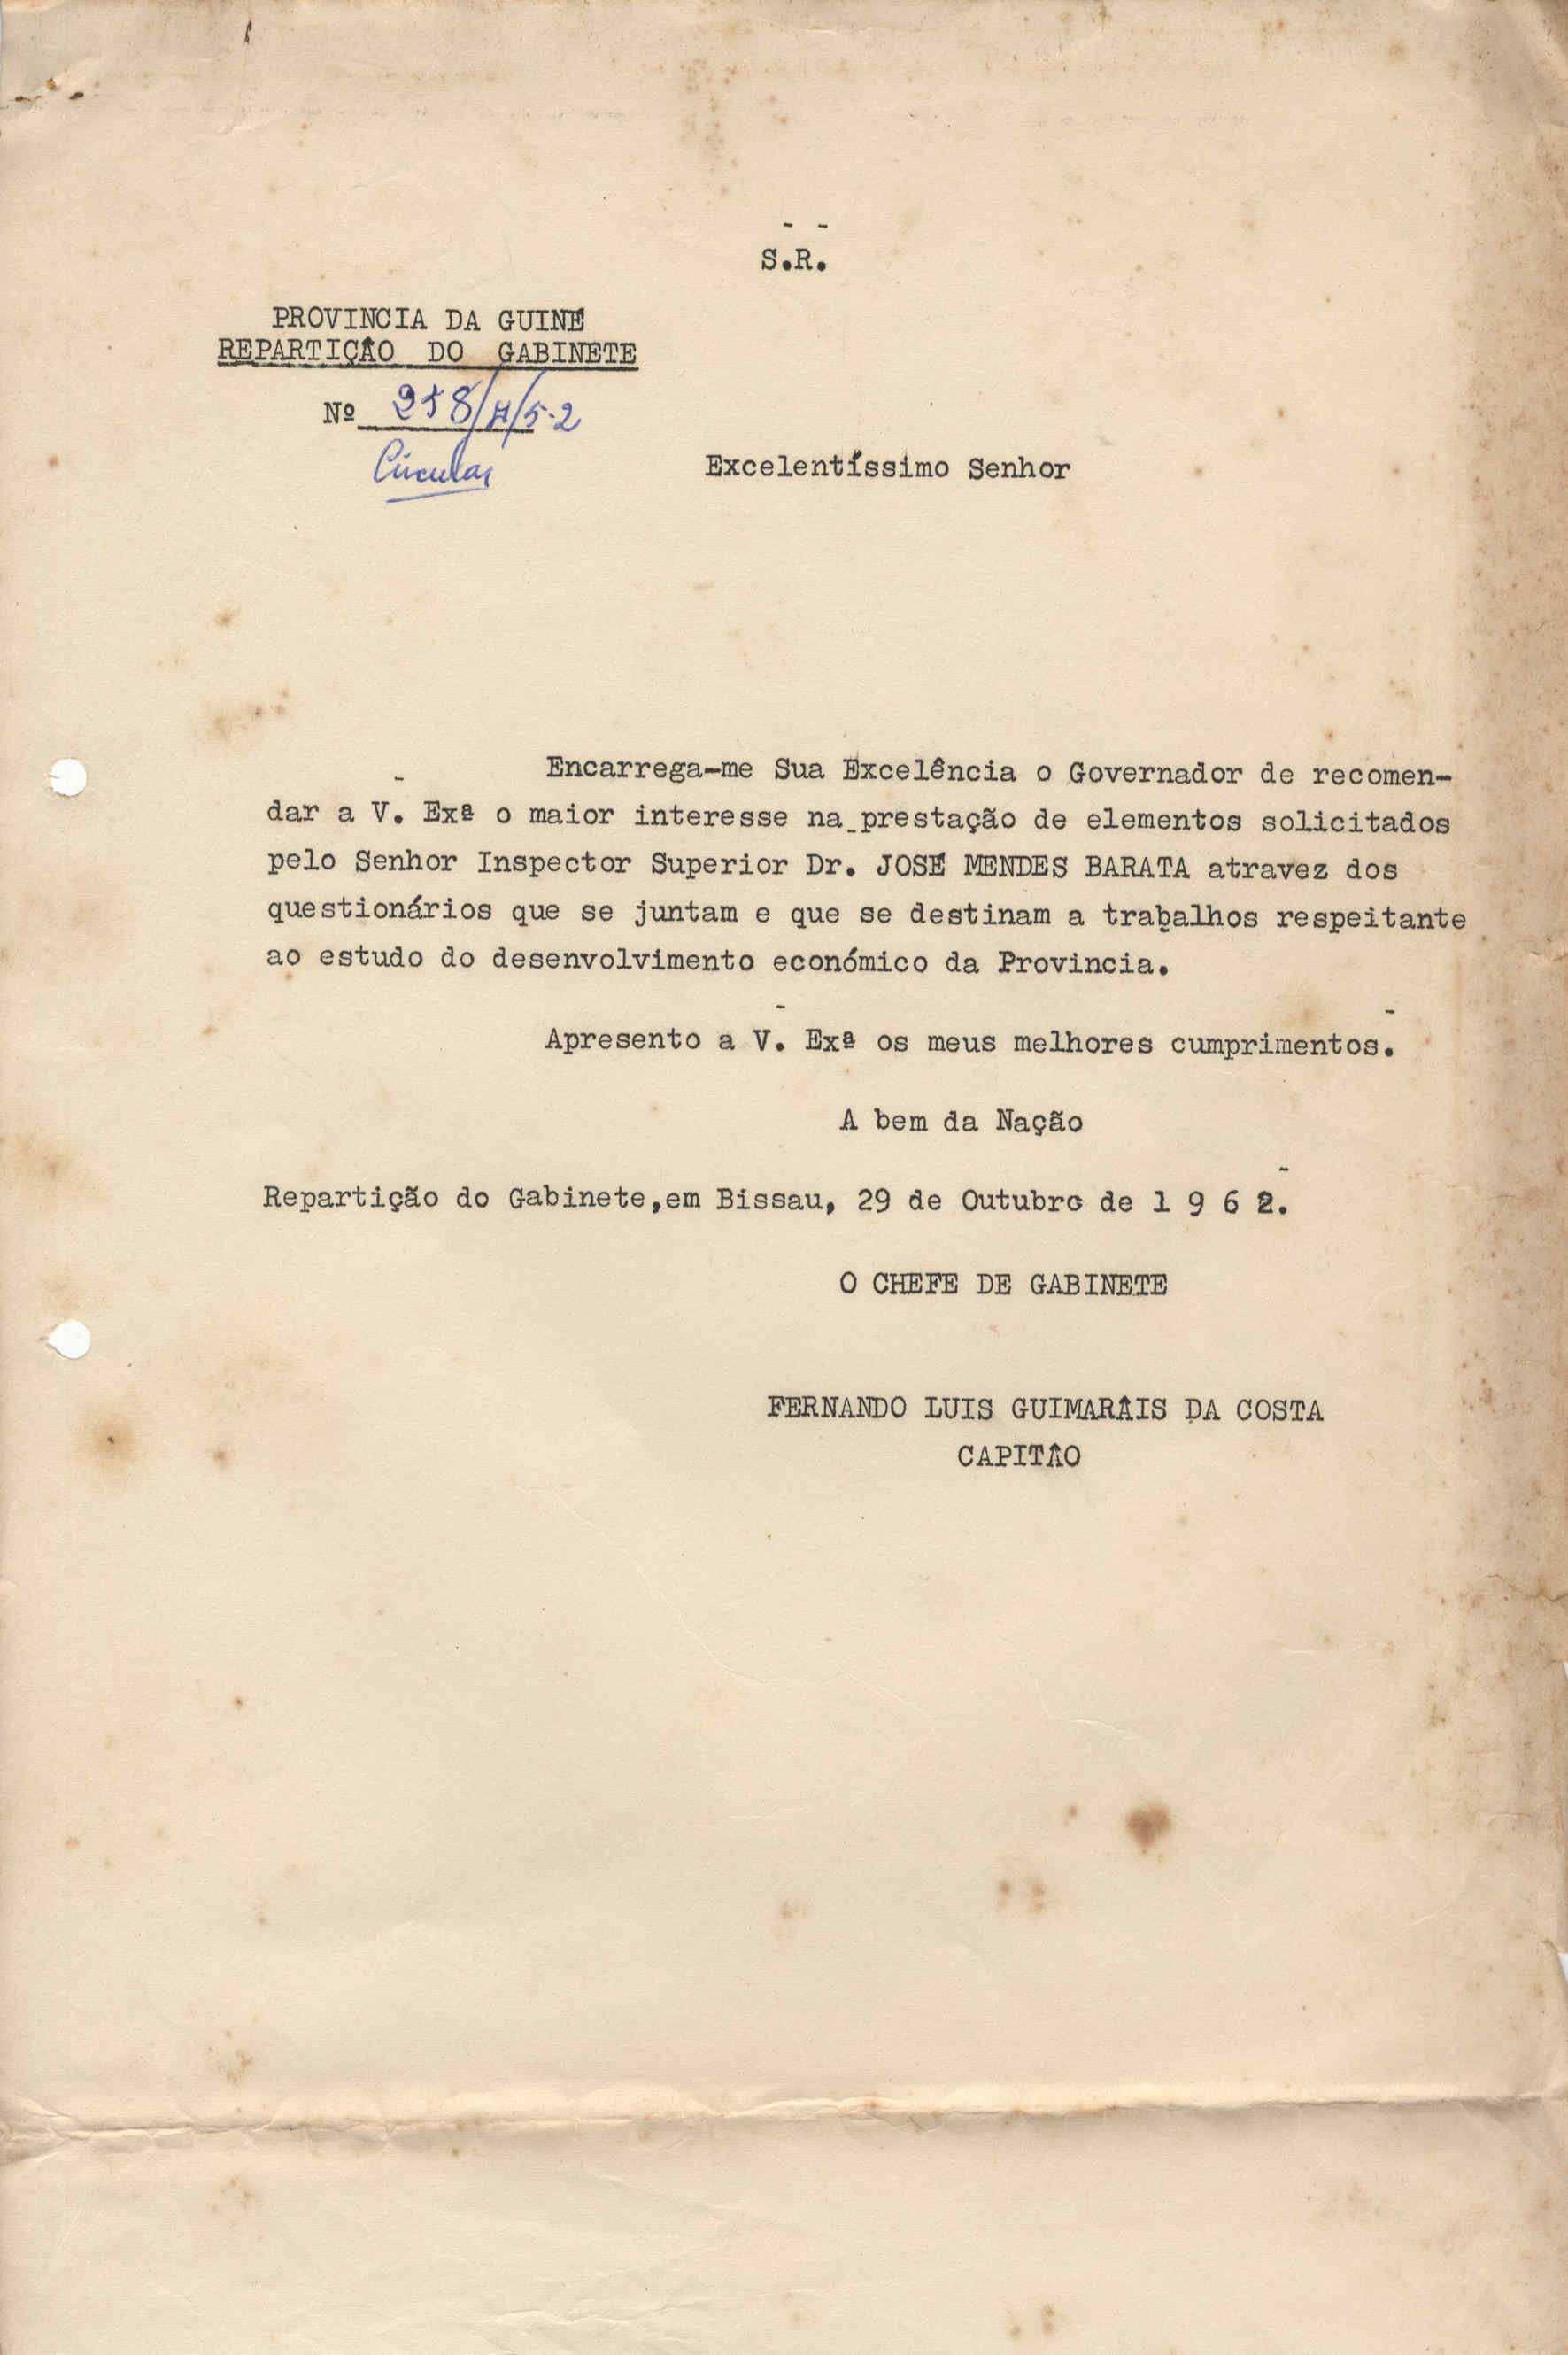 S.R.
PROVINCIA DA GUINÉ
REPARTIÇÂO DO GABINETE
Nº 258/A/5-2
Circular
Excelentíssimo Senhor
Encarrega-me Sua Excelência o Governador de recomen-
dar a V. Exª o maior interesse na prestação de elementos solicitados
pelo Senhor Inspector Superior Dr. JOSÉ MENDES BARATA atravez dos
questionários que se juntam e que se destinam a trabalhos respeitante
ao estudo do desenvolvimento económico da Provincia.
Apresento a V. Exª os meus melhores cumprimentos.
A bem da Nação
Repartição do Gabinete,em Bissau, 29 de Outubro de 1 9 6 2.
O CHEFE DE GABINETE
FERNANDO LUIS GUIMARÂIS DA COSTA
CAPITÂO